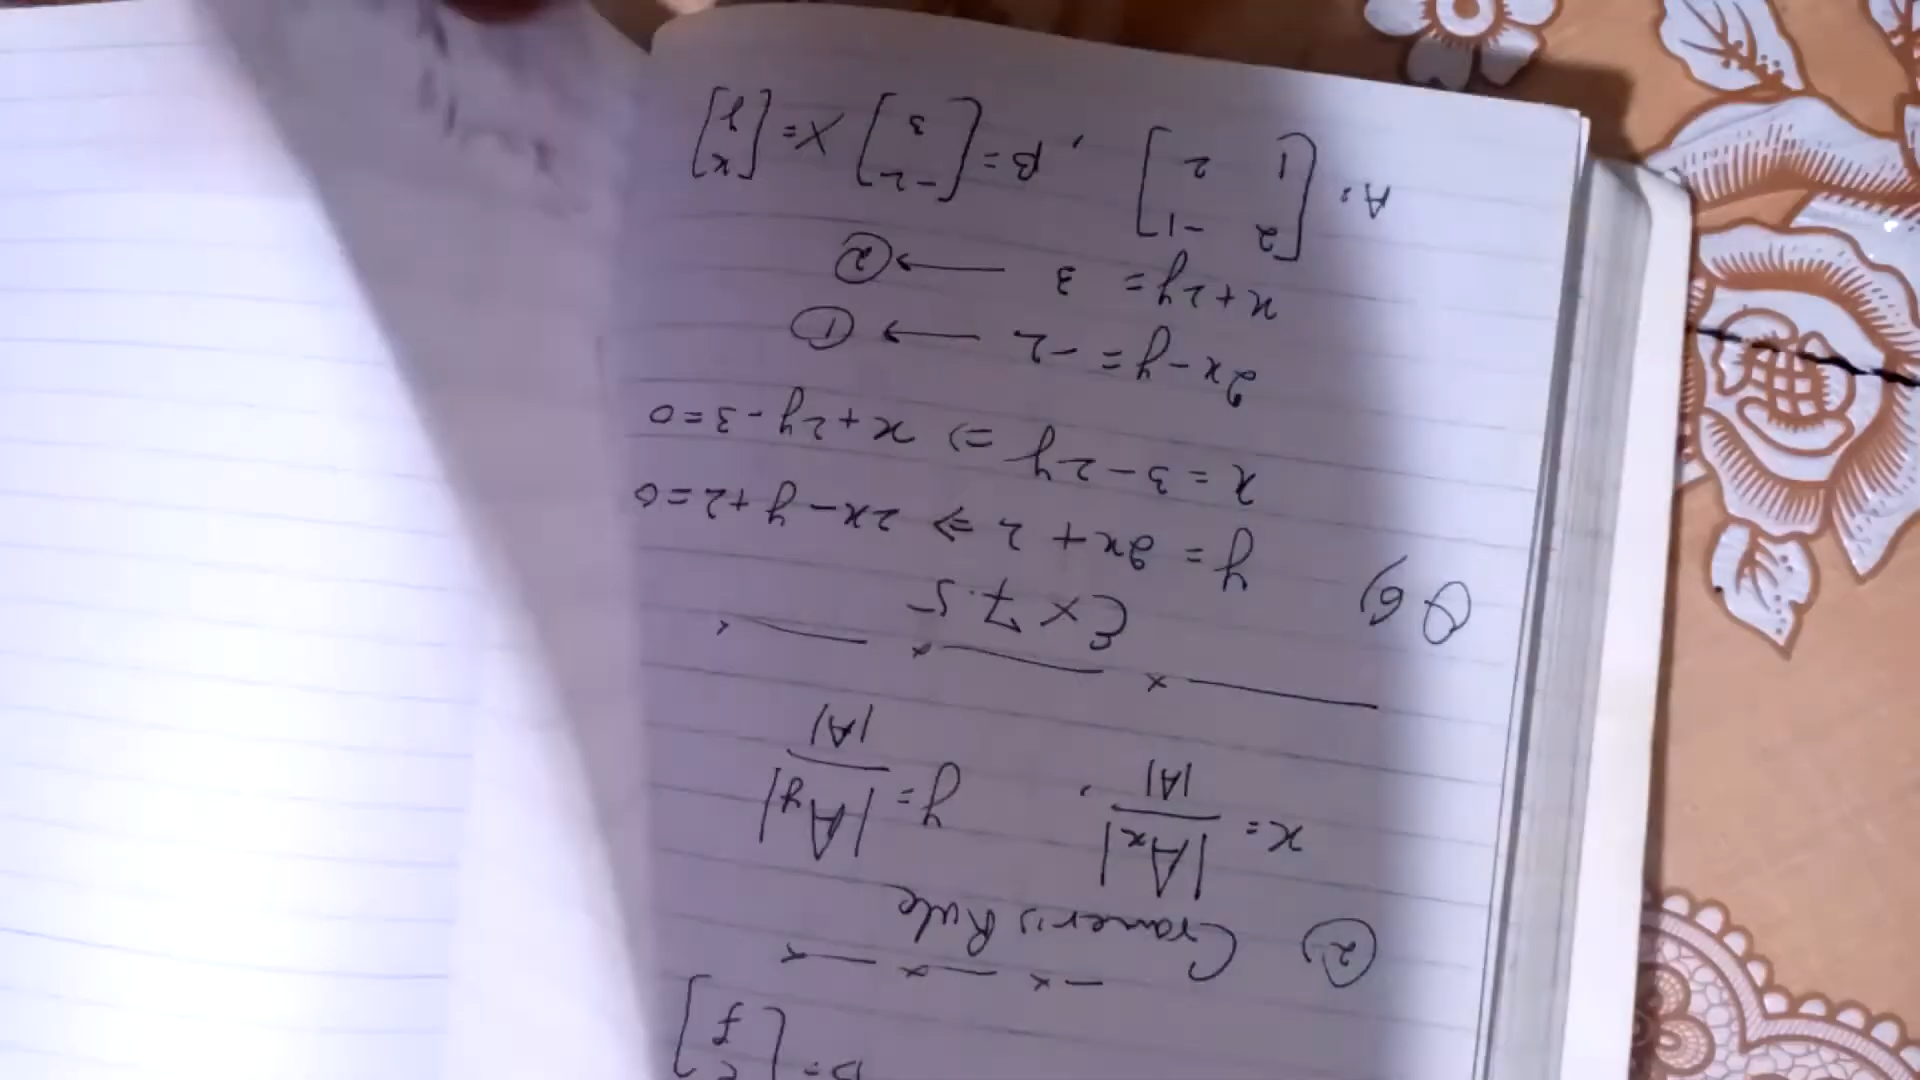 B = [ f ]
— x — x — x
② Cramer's Rule
x = |Ax| / |A| , y = |Ay| / |A|
x x x
Ex 7.5
Q6) y = 2x + 2 ⇒ 2x - y + 2 = 0
x = 3 - 2y ⇒ x + 2y - 3 = 0
2x - y = -2 → ①
x + 2y = 3 → ②
A = [2 -1; 1 2], B = [-2; 3] X = [x; y]